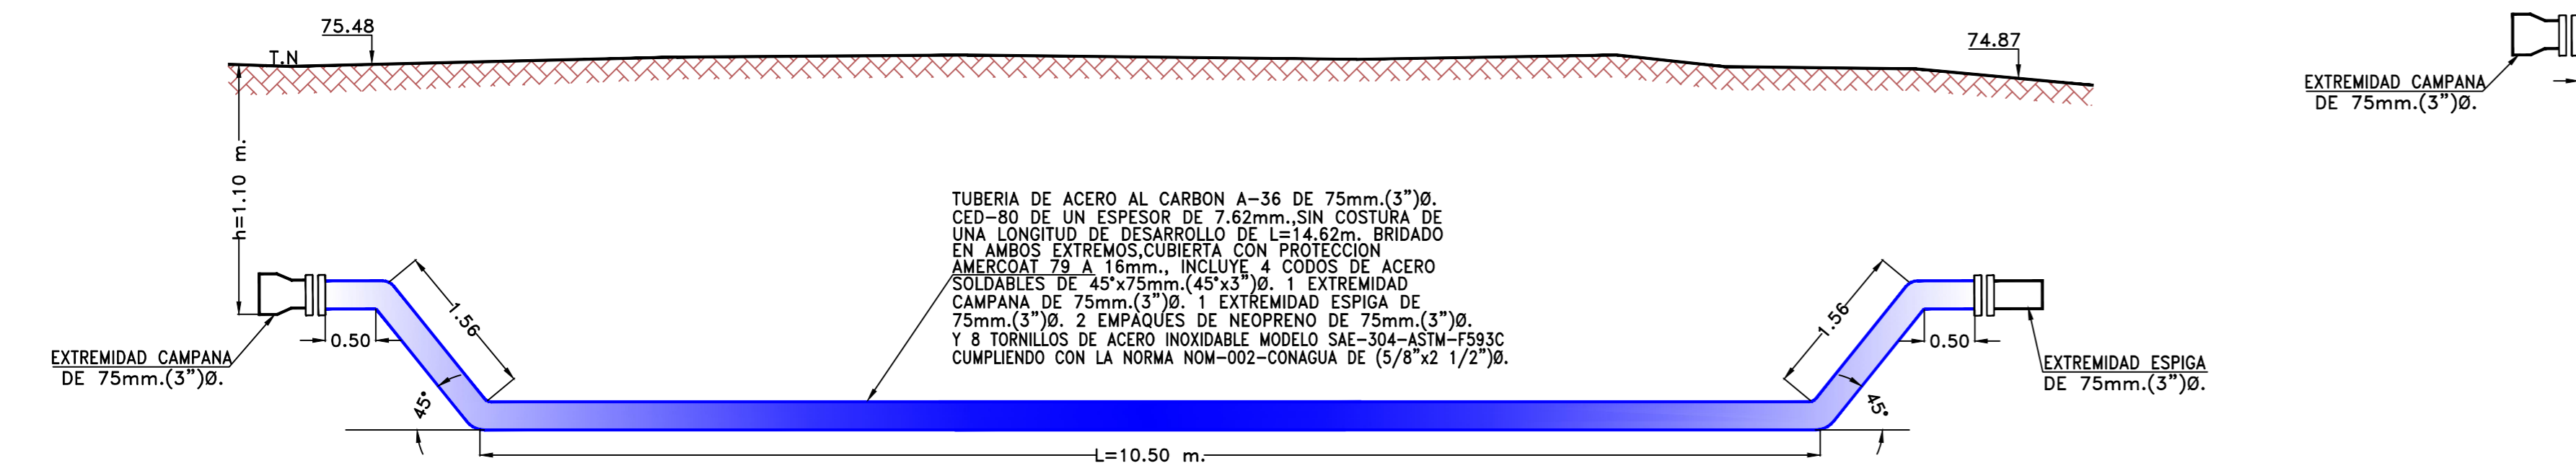 75.48
T.N
74.87
h=1.10 m.
EXTREMIDAD CAMPANA
DE 75mm.(3")Ø.
TUBERIA DE ACERO AL CARBON A-36 DE 75mm.(3")Ø.
CED-80 DE UN ESPESOR DE 7.62mm.,SIN COSTURA DE
UNA LONGITUD DE DESARROLLO DE L=14.62m. BRIDADO
EN AMBOS EXTREMOS,CUBIERTA CON PROTECCION
AMERCOAT 79 A 16mm., INCLUYE 4 CODOS DE ACERO
SOLDABLES DE 45°x75mm.(45°x3")Ø. 1 EXTREMIDAD
CAMPANA DE 75mm.(3")Ø. 1 EXTREMIDAD ESPIGA DE
75mm.(3")Ø. 2 EMPAQUES DE NEOPRENO DE 75mm.(3")Ø.
Y 8 TORNILLOS DE ACERO INOXIDABLE MODELO SAE-304-ASTM-F593C
CUMPLIENDO CON LA NORMA NOM-002-CONAGUA DE (5/8"x2 1/2")Ø.
1.56
1.56
0.50
0.50
EXTREMIDAD CAMPANA
DE 75mm.(3")Ø.
EXTREMIDAD ESPIGA
DE 75mm.(3")Ø.
45°
45°
L=10.50 m.